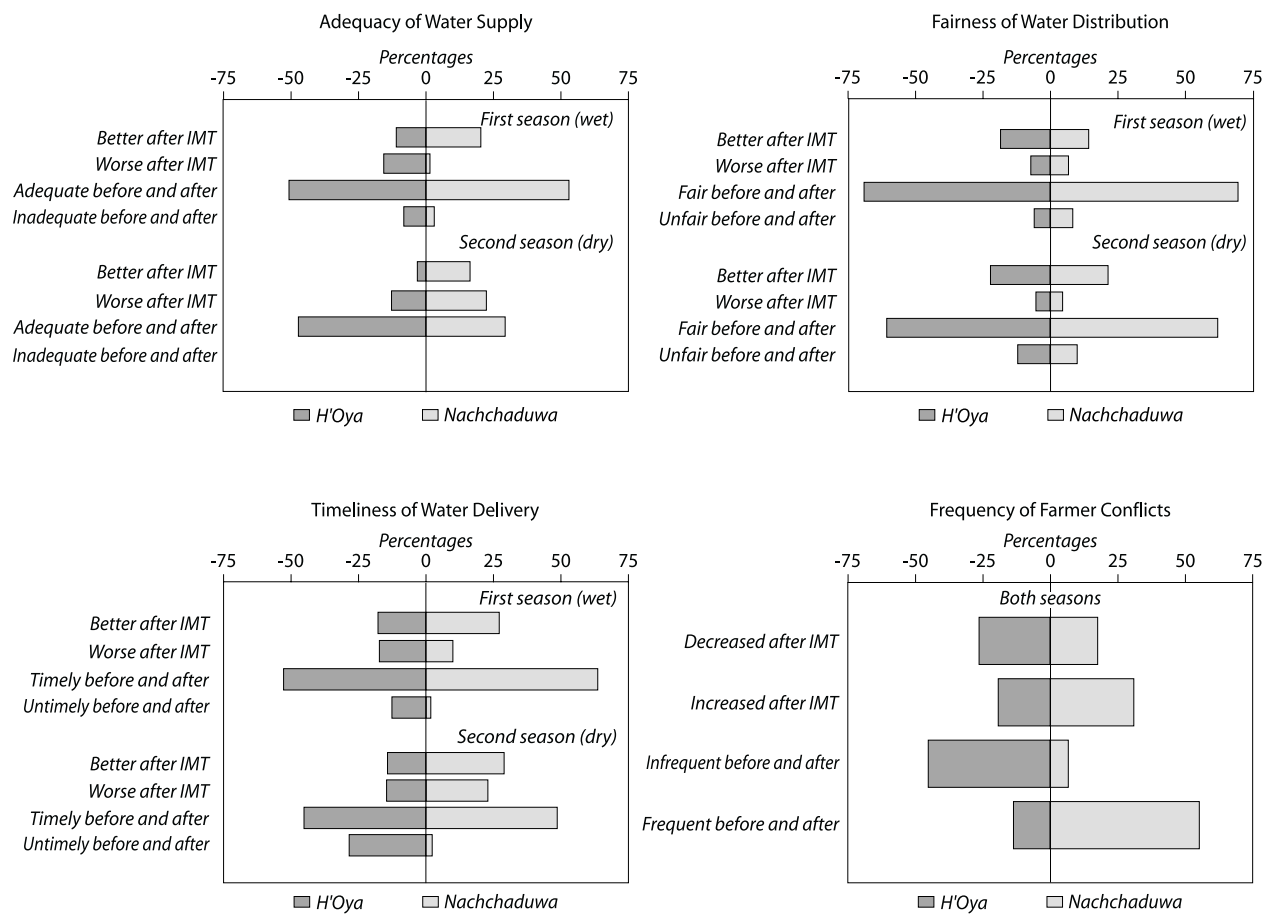 Adequacy of Water Supply
Percentages
-75 -50 -25 0 25 50 75
First season (wet)
Better after IMT
Worse after IMT
Adequate before and after
Inadequate before and after
Second season (dry)
Better after IMT
Worse after IMT
Adequate before and after
Inadequate before and after
H'Oya Nachchaduwa
Fairness of Water Distribution
Percentages
-75 -50 -25 0 25 50 75
First season (wet)
Better after IMT
Worse after IMT
Fair before and after
Unfair before and after
Second season (dry)
Better after IMT
Worse after IMT
Fair before and after
Unfair before and after
H'Oya Nachchaduwa
Timeliness of Water Delivery
Percentages
-75 -50 -25 0 25 50 75
First season (wet)
Better after IMT
Worse after IMT
Timely before and after
Untimely before and after
Second season (dry)
Better after IMT
Worse after IMT
Timely before and after
Untimely before and after
H'Oya Nachchaduwa
Frequency of Farmer Conflicts
Percentages
-75 -50 -25 0 25 50 75
Both seasons
Decreased after IMT
Increased after IMT
Infrequent before and after
Frequent before and after
H'Oya Nachchaduwa